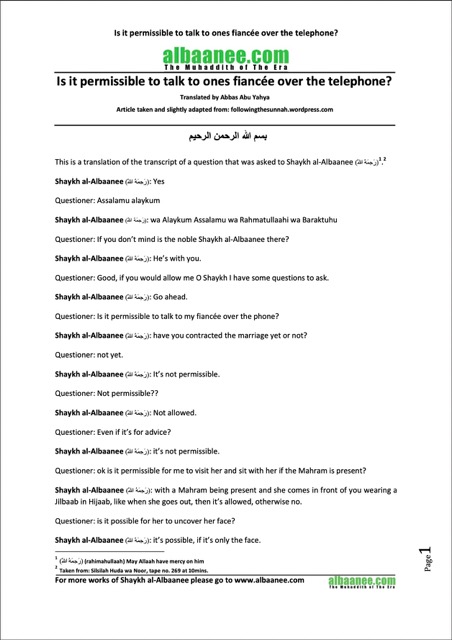 Is it permissible to talk to ones fiancée over the telephone?
albaanee.com
The Muhaddith of The Era
Is it permissible to talk to ones fiancée over the telephone?
Translated by Abbas Abu Yahya
Article taken and slightly adapted from: followingthesunnah.wordpress.com
بسم الله الرحمن الرحيم
This is a translation of the transcript of a question that was asked to Shaykh al-Albaanee (رَحِمَهُ اللهُ)¹.²
Shaykh al-Albaanee (رَحِمَهُ اللهُ): Yes
Questioner: Assalamu alaykum
Shaykh al-Albaanee (رَحِمَهُ اللهُ): wa Alaykum Assalamu wa Rahmatullaahi wa Baraktuhu
Questioner: If you don't mind is the noble Shaykh al-Albaanee there?
Shaykh al-Albaanee (رَحِمَهُ اللهُ): He's with you.
Questioner: Good, if you would allow me O Shaykh I have some questions to ask.
Shaykh al-Albaanee (رَحِمَهُ اللهُ): Go ahead.
Questioner: Is it permissible to talk to my fiancée over the phone?
Shaykh al-Albaanee (رَحِمَهُ اللهُ): have you contracted the marriage yet or not?
Questioner: not yet.
Shaykh al-Albaanee (رَحِمَهُ اللهُ): It's not permissible.
Questioner: Not permissible??
Shaykh al-Albaanee (رَحِمَهُ اللهُ): Not allowed.
Questioner: Even if it's for advice?
Shaykh al-Albaanee (رَحِمَهُ اللهُ): it's not permissible.
Questioner: ok is it permissible for me to visit her and sit with her if the Mahram is present?
Shaykh al-Albaanee (رَحِمَهُ اللهُ): with a Mahram being present and she comes in front of you wearing a
Jilbaab in Hijaab, like when she goes out, then it's allowed, otherwise no.
Questioner: is it possible for her to uncover her face?
Shaykh al-Albaanee (رَحِمَهُ اللهُ): it's possible, if it's only the face.
¹ (رَحِمَهُ اللهُ) (rahimahullaah) May Allaah have mercy on him
² Taken from: Silsilah Huda wa Noor, tape no. 269 at 10mins.
For more works of Shaykh al-Albaanee please go to www.albaanee.com
albaanee.com
The Muhaddith of The Era
Page1